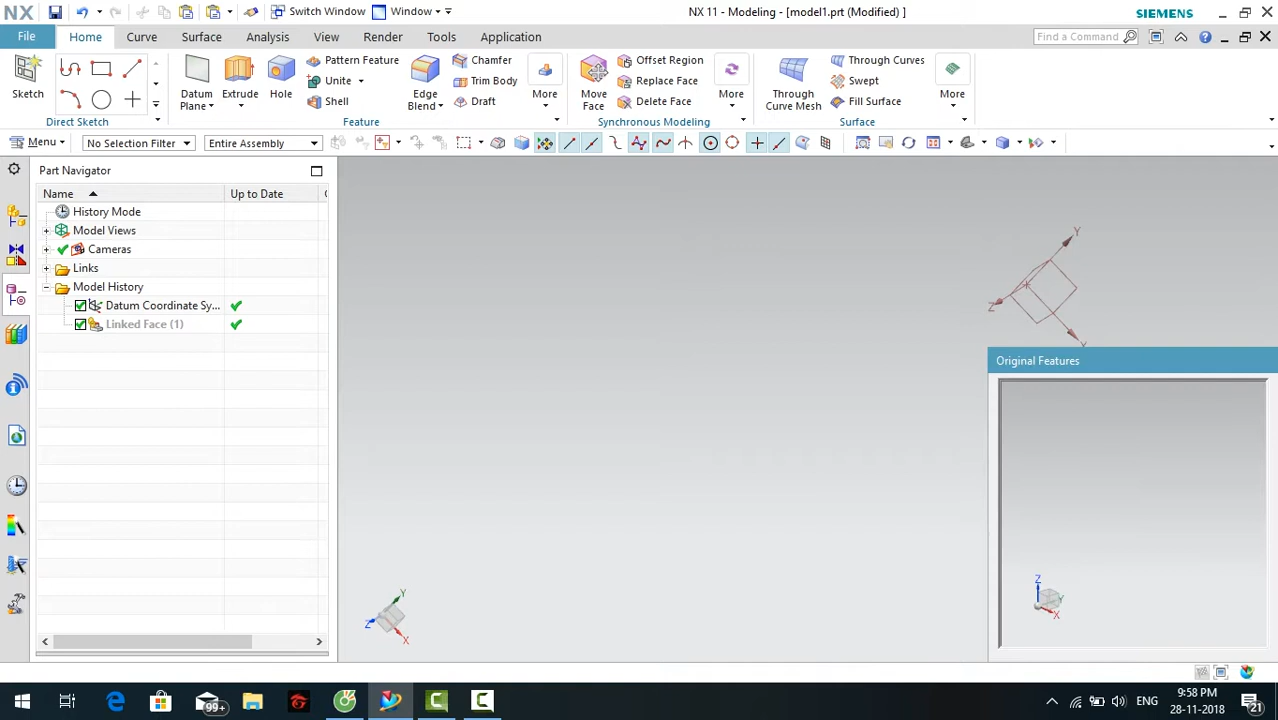 NX Switch Window Window NX 11 - Modeling - [model1.prt (Modified) ] SIEMENS
File Home Curve Surface Analysis View Render Tools Application Find a Command
Sketch Datum Plane Extrude Hole Pattern Feature Unite Shell Edge Blend Chamfer Trim Body Draft More Move Face Offset Region Replace Face Delete Face More Through Curve Mesh Through Curves Swept Fill Surface More
Direct Sketch Feature Synchronous Modeling Surface
Menu No Selection Filter Entire Assembly
Part Navigator
Name Up to Date
History Mode
Model Views
Cameras
Links
Model History
Datum Coordinate Sy...
Linked Face (1)
Y
Z
Original Features
Z
Y
X
Y
Z
X
99+
ENG
9:58 PM
28-11-2018
21